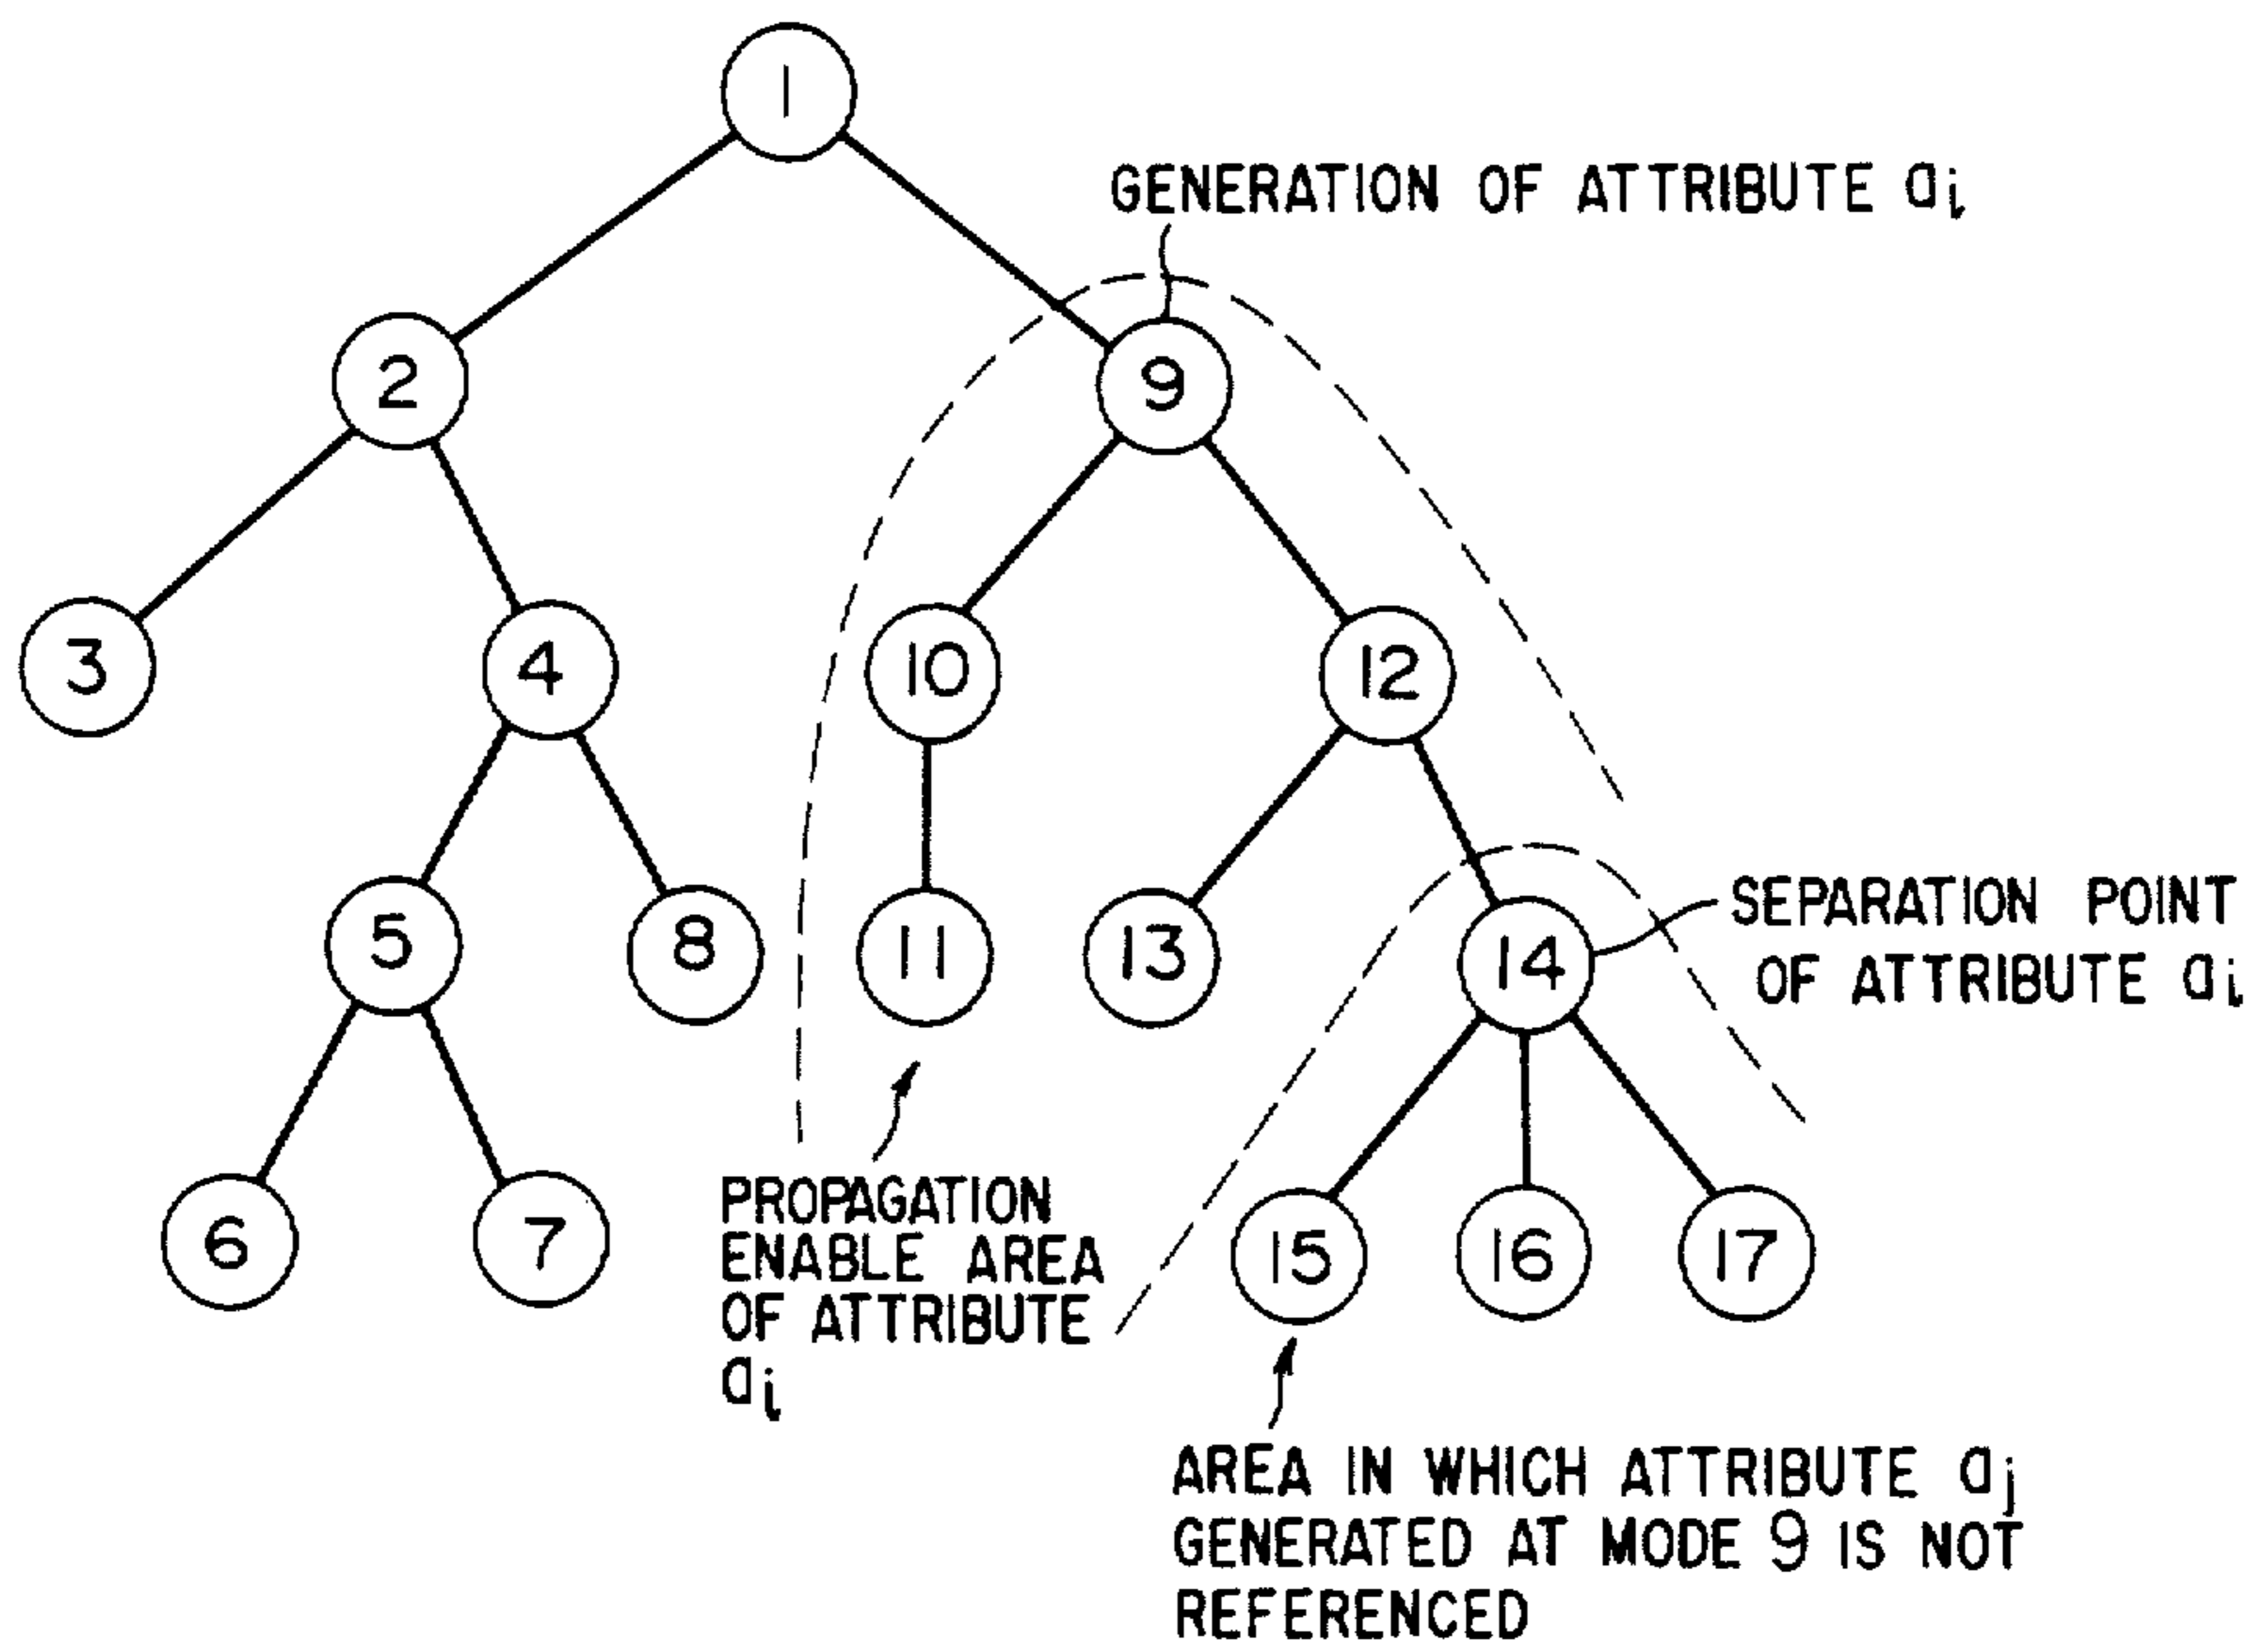 1
GENERATION OF ATTRIBUTE ai
2
9
3
4
10
12
5
8
11
13
14
SEPARATION POINT
OF ATTRIBUTE ai
6
7
PROPAGATION
ENABLE AREA
OF ATTRIBUTE
ai
15
16
17
AREA IN WHICH ATTRIBUTE aj
GENERATED AT MODE 9 IS NOT
REFERENCED